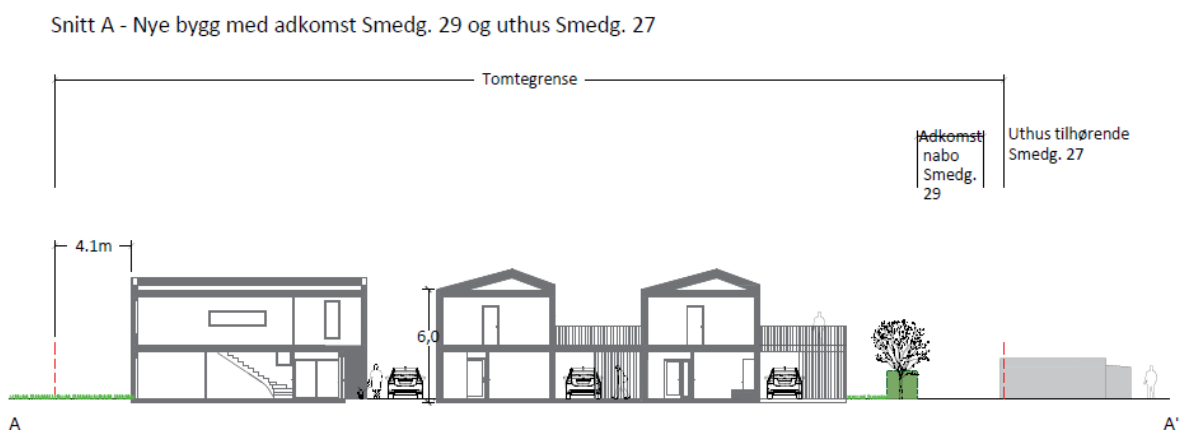 Snitt A - Nye bygg med adkomst Smedg. 29 og uthus Smedg. 27
Tomtegrense
Adkomst
nabo
Smedg.
29
Uthus tilhørende
Smedg. 27
4.1m
6,0
A
A'